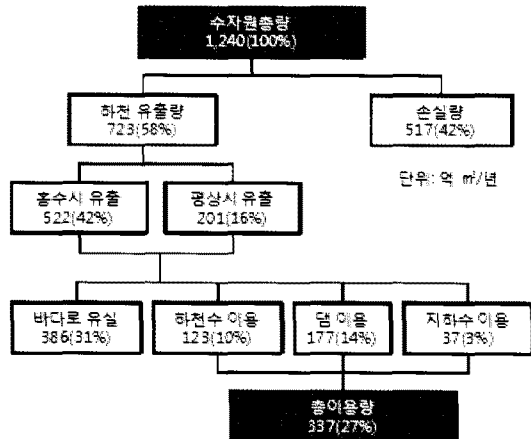 수자원총량
1,240(100%)
하천 유출량
723(58%)
손실량
517(42%)
단위: 억 ㎥/년
홍수시 유출
522(42%)
평상시 유출
201(16%)
바다로 유실
386(31%)
하천수 이용
123(10%)
댐 이용
177(14%)
지하수 이용
37(3%)
총이용량
337(27%)